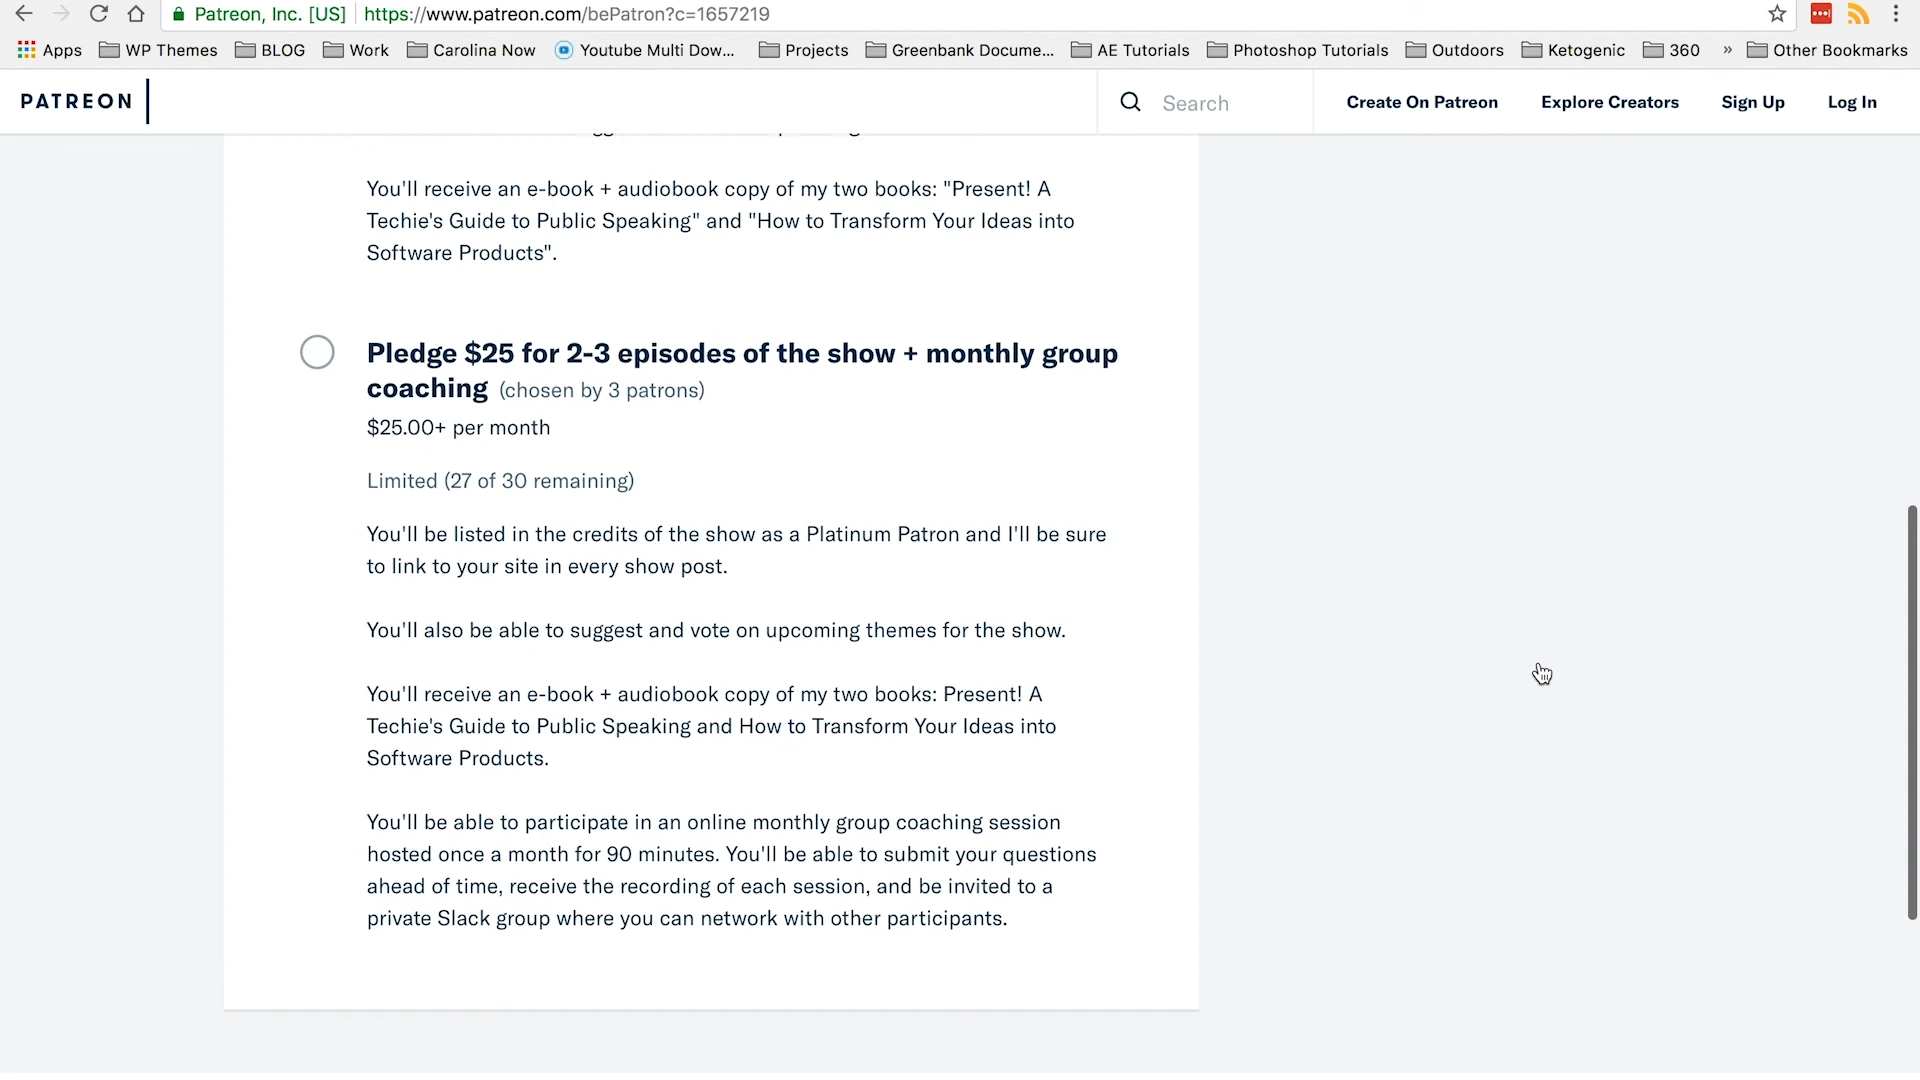 Patreon, Inc. [US] https://www.patreon.com/bePatron?c=1657219
Apps WP Themes BLOG Work Carolina Now Youtube Multi Dow... Projects Greenbank Docume... AE Tutorials Photoshop Tutorials Outdoors Ketogenic 360 » Other Bookmarks
PATREON Search Create On Patreon Explore Creators Sign Up Log In
You'll receive an e-book + audiobook copy of my two books: "Present! A
Techie's Guide to Public Speaking" and "How to Transform Your Ideas into
Software Products".
Pledge $25 for 2-3 episodes of the show + monthly group
coaching (chosen by 3 patrons)
$25.00+ per month
Limited (27 of 30 remaining)
You'll be listed in the credits of the show as a Platinum Patron and I'll be sure
to link to your site in every show post.
You'll also be able to suggest and vote on upcoming themes for the show.
You'll receive an e-book + audiobook copy of my two books: Present! A
Techie's Guide to Public Speaking and How to Transform Your Ideas into
Software Products.
You'll be able to participate in an online monthly group coaching session
hosted once a month for 90 minutes. You'll be able to submit your questions
ahead of time, receive the recording of each session, and be invited to a
private Slack group where you can network with other participants.